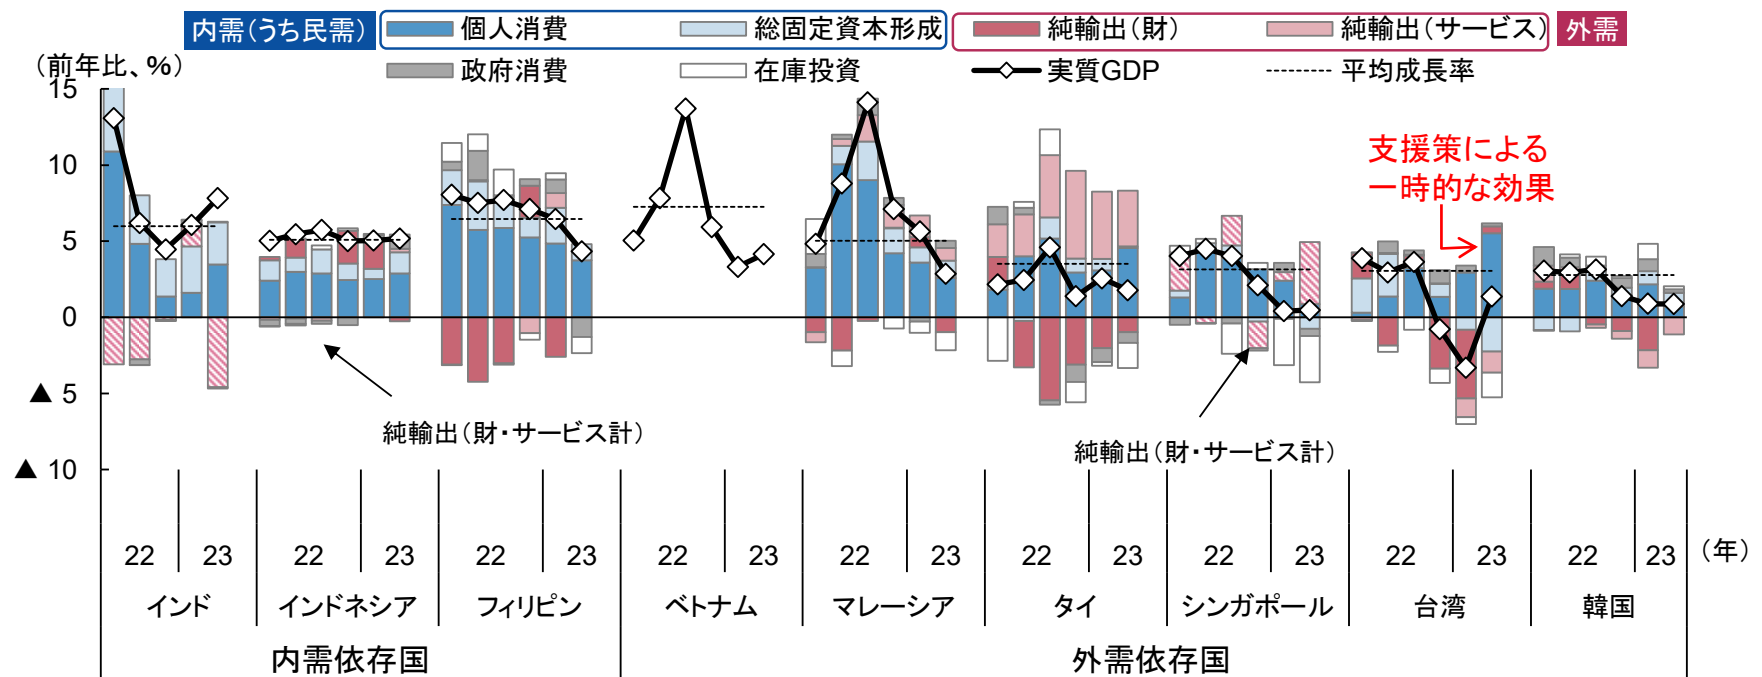 内需（うち民需） 個人消費 総固定資本形成 純輸出（財） 純輸出（サービス） 外需
（前年比、%） 政府消費 在庫投資 実質GDP 平均成長率
15
10
5
0
▲ 5
▲ 10
支援策による
一時的な効果
純輸出（財・サービス計）
純輸出（財・サービス計）
22 23 22 23 22 23 22 23 22 23 22 23 22 23 22 23 22 23 （年）
インド インドネシア フィリピン ベトナム マレーシア タイ シンガポール 台湾 韓国
内需依存国 外需依存国